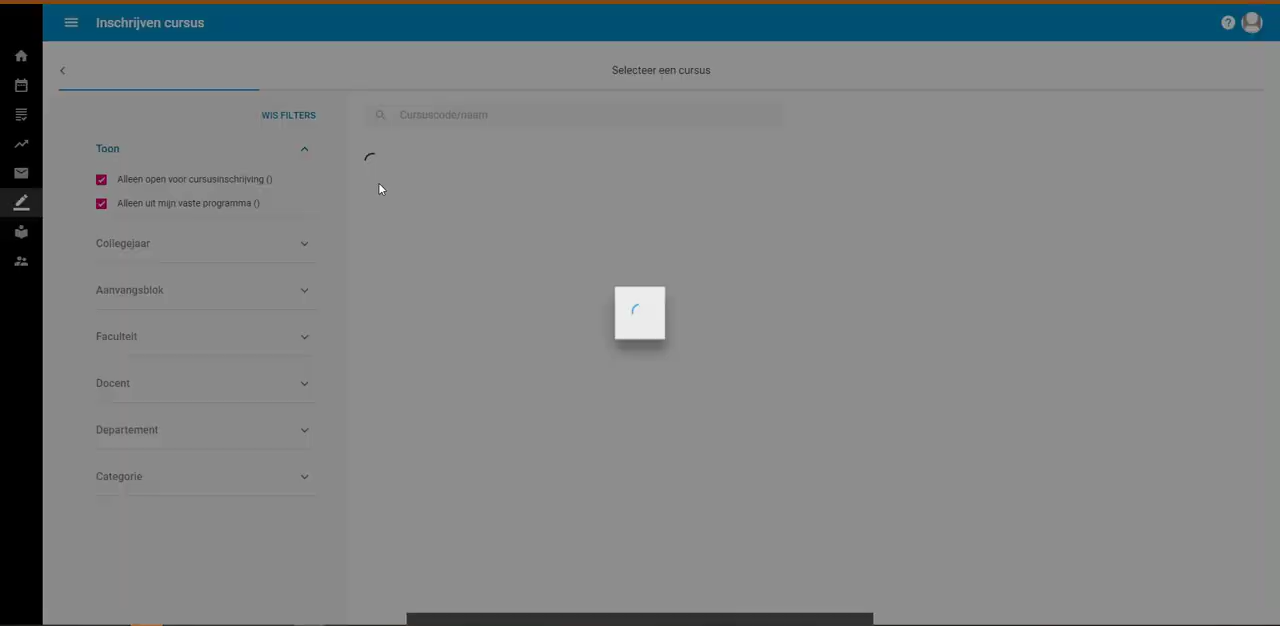 Inschrijven cursus
Selecteer een cursus
WIS FILTERS
Cursuscode/naam
Toon
Alleen open voor cursusinschrijving ()
Alleen uit mijn vaste programma ()
Collegejaar
Aanvangsblok
Faculteit
Docent
Departement
Categorie